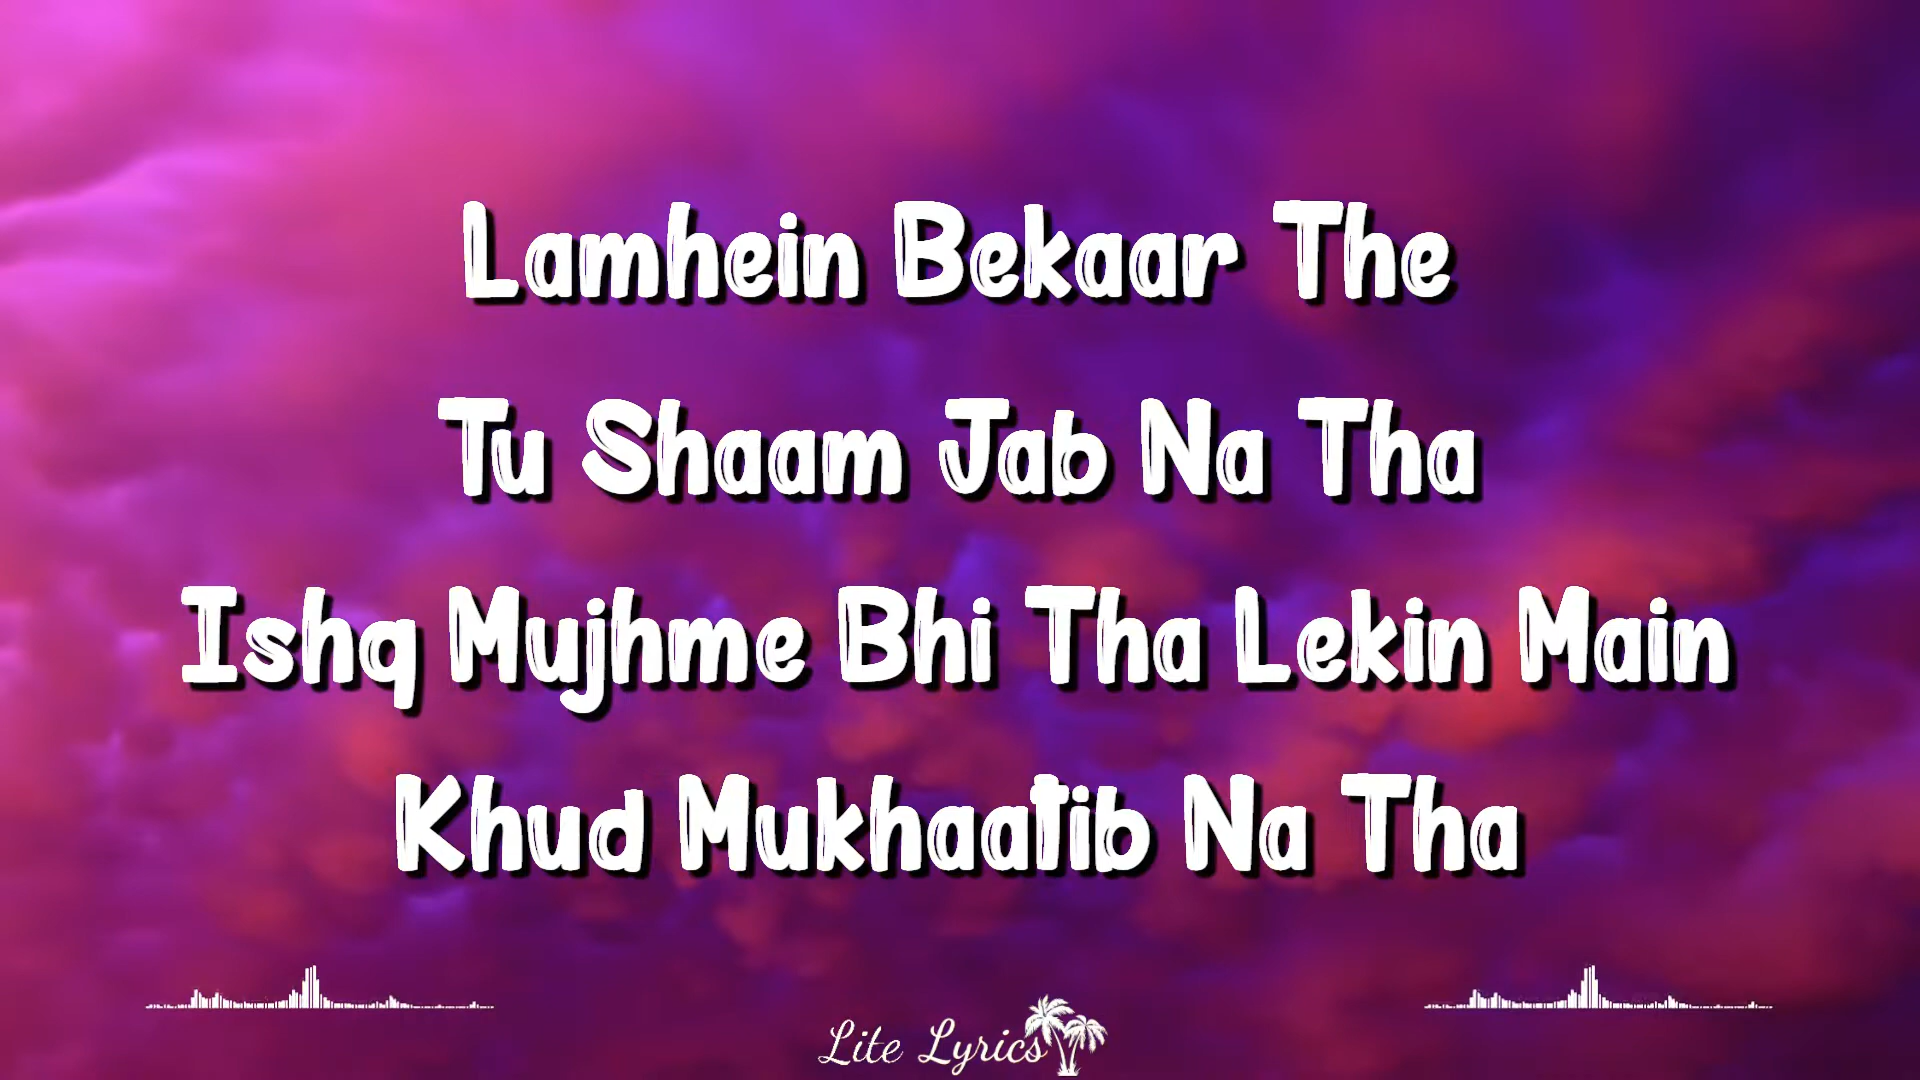 Lamhein Bekaar The
Tu Shaam Jab Na Tha
Ishq Mujhme Bhi Tha Lekin Main
Khud Mukhaatib Na Tha
Lite Lyrics